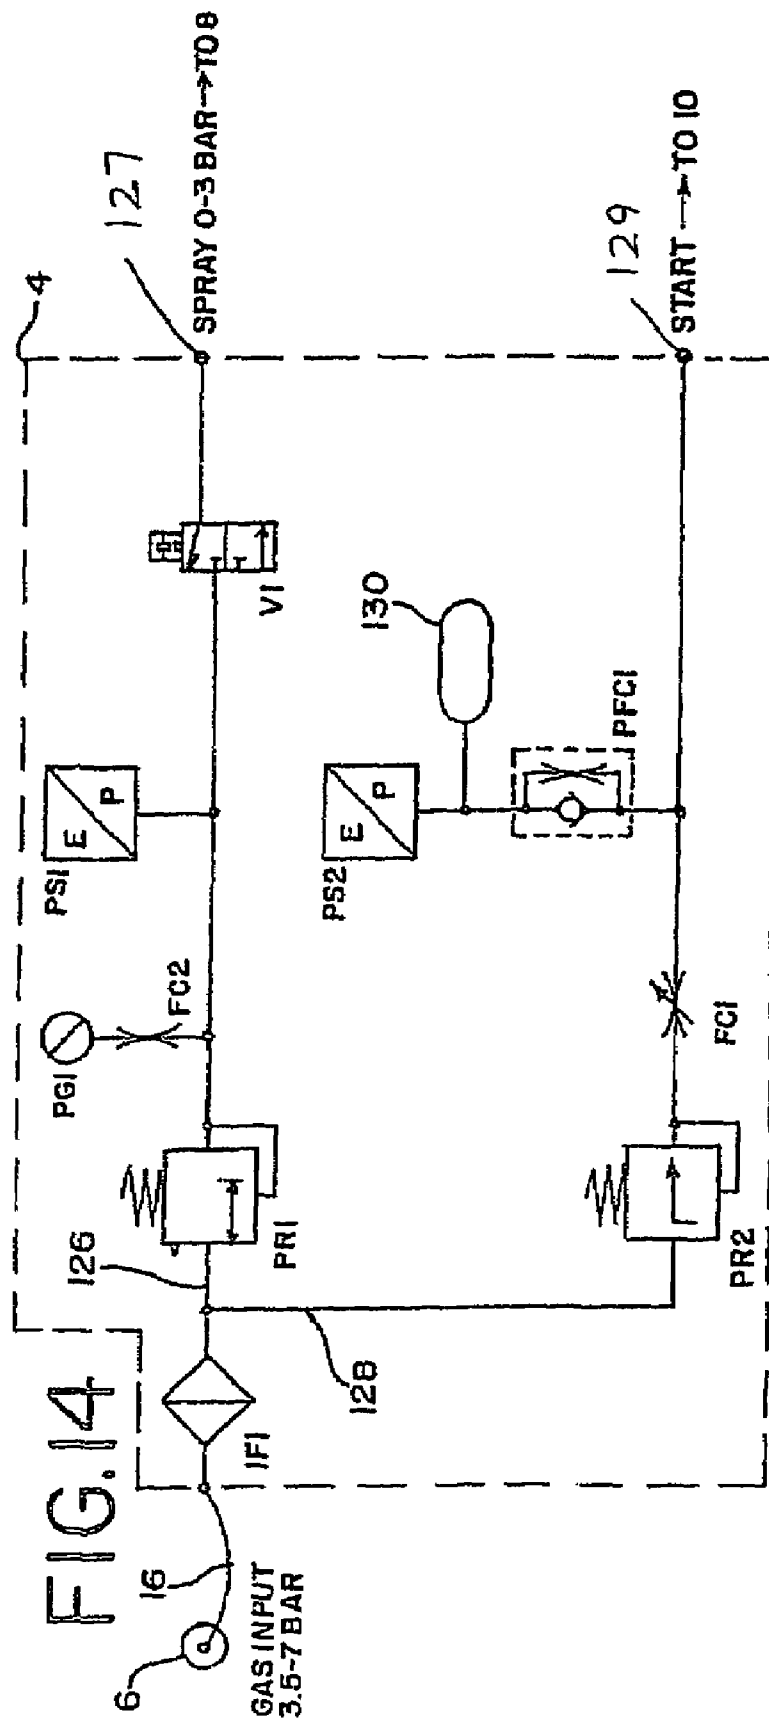 FIG.14
4
6
16
GAS INPUT
3.5-7 BAR
IF1
126
128
PR1
PG1
FC2
PS1
E
P
V1
127
SPRAY 0-3 BAR→TO 8
PR2
FC1
PS2
E
P
130
PFC1
129
START → TO 10